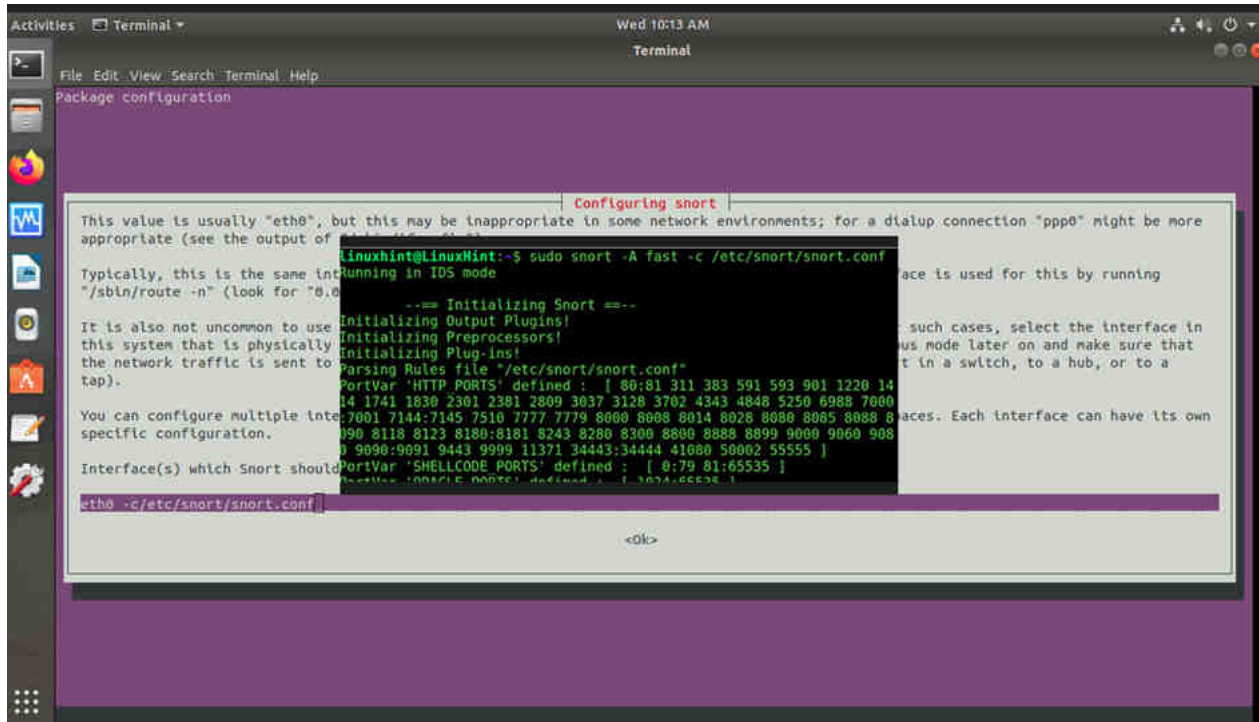 Activities Terminal Wed 10:13 AM
Terminal
File Edit View Search Terminal Help
Package configuration
Configuring snort
This value is usually "eth0", but this may be inappropriate in some network environments; for a dialup connection "ppp0" might be more
appropriate (see the output of
Typically, this is the same int ace is used for this by running
"/sbin/route -n" (look for "0.0
It is also not uncommon to use such cases, select the interface in
this system that is physically us mode later on and make sure that
the network traffic is sent to t in a switch, to a hub, or to a
tap).
You can configure multiple inte aces. Each interface can have its own
specific configuration.
Interface(s) which Snort should
eth0 -c/etc/snort/snort.conf
<Ok>
linuxhint@LinuxHint:~$ sudo snort -A fast -c /etc/snort/snort.conf
Running in IDS mode
--== Initializing Snort ==--
Initializing Output Plugins!
Initializing Preprocessors!
Initializing Plug-ins!
Parsing Rules file "/etc/snort/snort.conf"
PortVar 'HTTP_PORTS' defined : [ 80:81 311 383 591 593 901 1220 14
14 1741 1830 2301 2381 2809 3037 3128 3702 4343 4848 5250 6988 7000
:7001 7144:7145 7510 7777 7779 8000 8008 8014 8028 8080 8085 8088 8
090 8118 8123 8180:8181 8243 8280 8300 8800 8888 8899 9000 9060 908
0 9090:9091 9443 9999 11371 34443:34444 41080 50002 55555 ]
PortVar 'SHELLCODE_PORTS' defined : [ 0:79 81:65535 ]
PortVar 'ORACLE_PORTS' defined : [ 1024:65535 ]